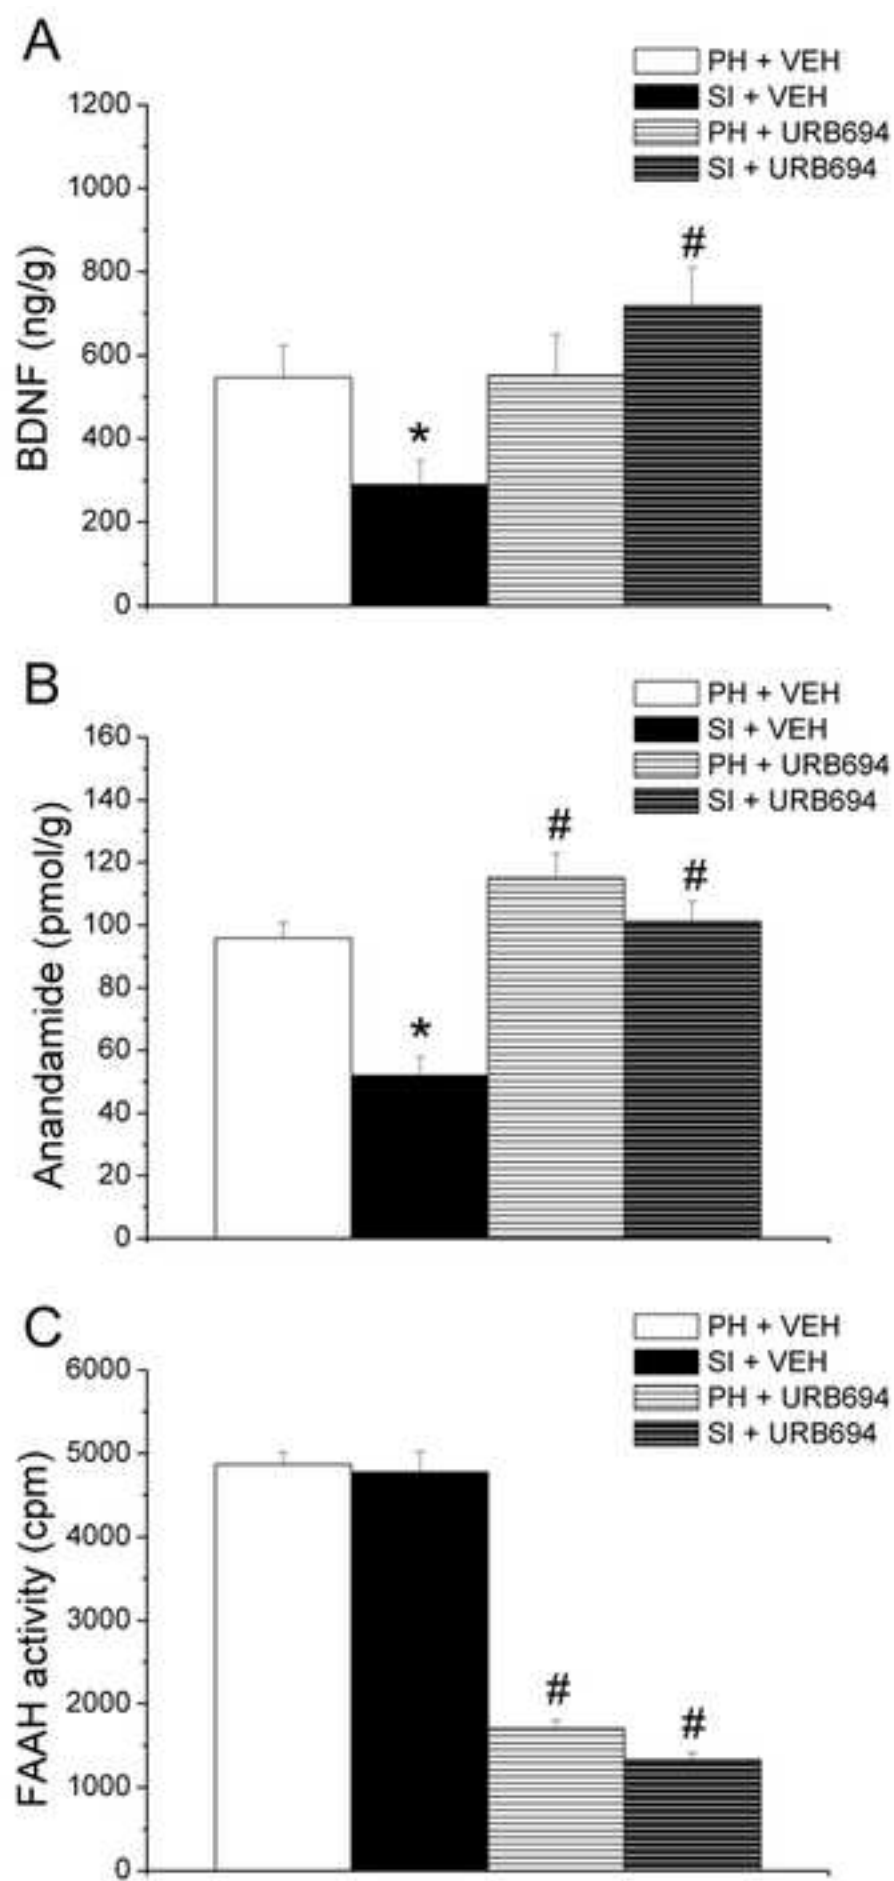 A
PH + VEH
SI + VEH
PH + URB694
SI + URB694
1200
1000
800
600
400
200
0
BDNF (ng/g)
*
#
B
PH + VEH
SI + VEH
PH + URB694
SI + URB694
160
140
120
100
80
60
40
20
0
Anandamide (pmol/g)
*
#
#
C
PH + VEH
SI + VEH
PH + URB694
SI + URB694
6000
5000
4000
3000
2000
1000
0
FAAH activity (cpm)
#
#